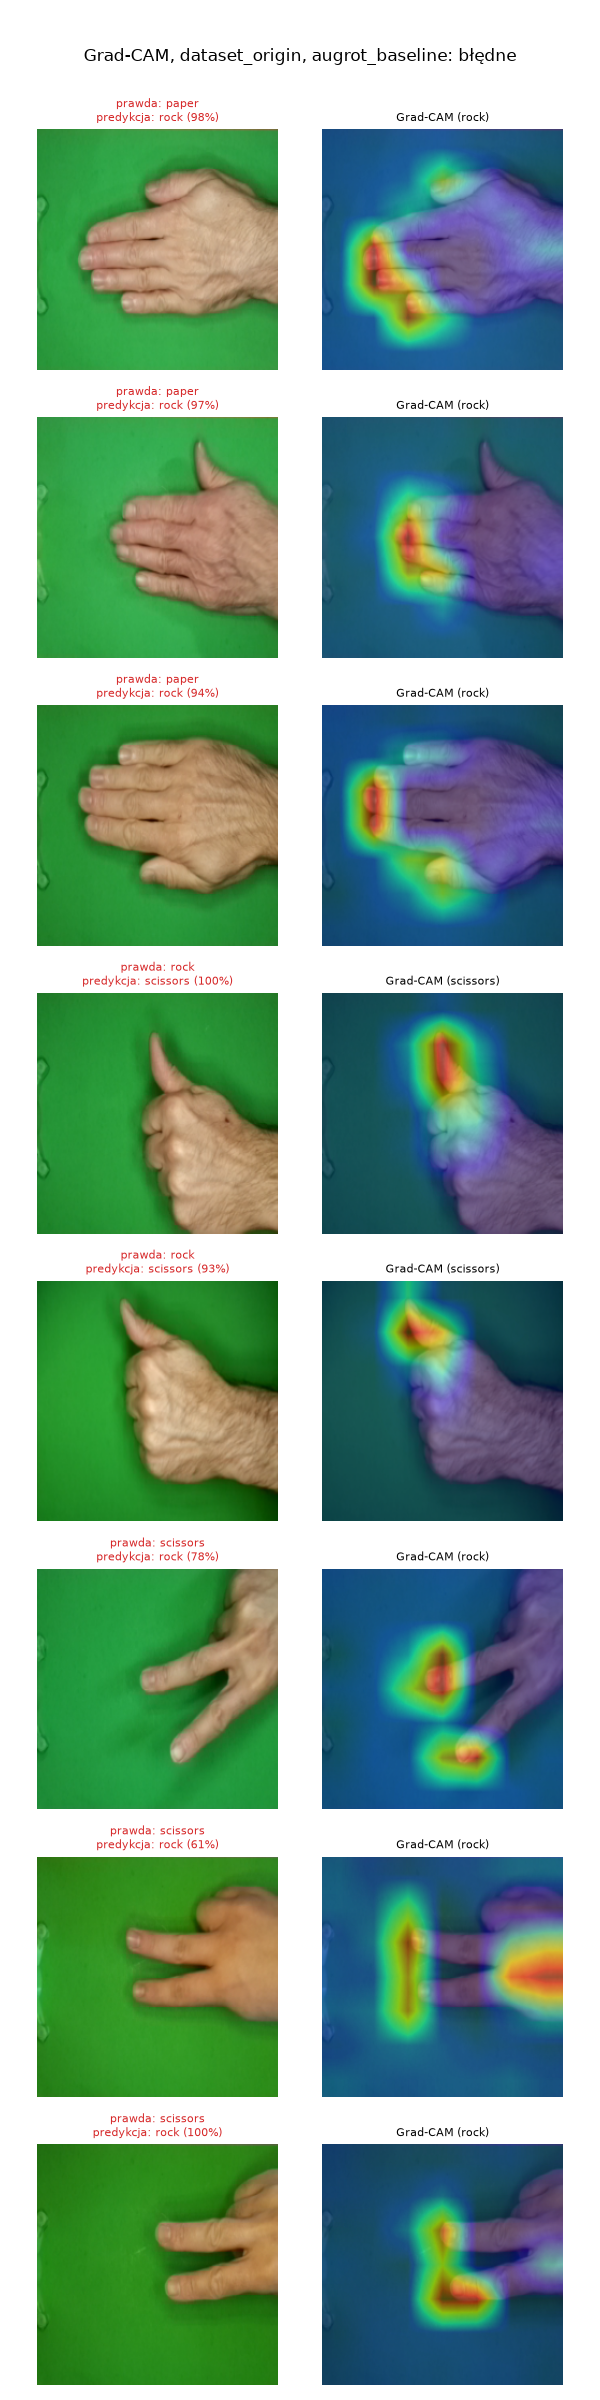 Grad-CAM, dataset_origin, augrot_baseline: błędne
prawda: paper
predykcja: rock (98%)
Grad-CAM (rock)
prawda: paper
predykcja: rock (97%)
Grad-CAM (rock)
prawda: paper
predykcja: rock (94%)
Grad-CAM (rock)
prawda: rock
predykcja: scissors (100%)
Grad-CAM (scissors)
prawda: rock
predykcja: scissors (93%)
Grad-CAM (scissors)
prawda: scissors
predykcja: rock (78%)
Grad-CAM (rock)
prawda: scissors
predykcja: rock (61%)
Grad-CAM (rock)
prawda: scissors
predykcja: rock (100%)
Grad-CAM (rock)